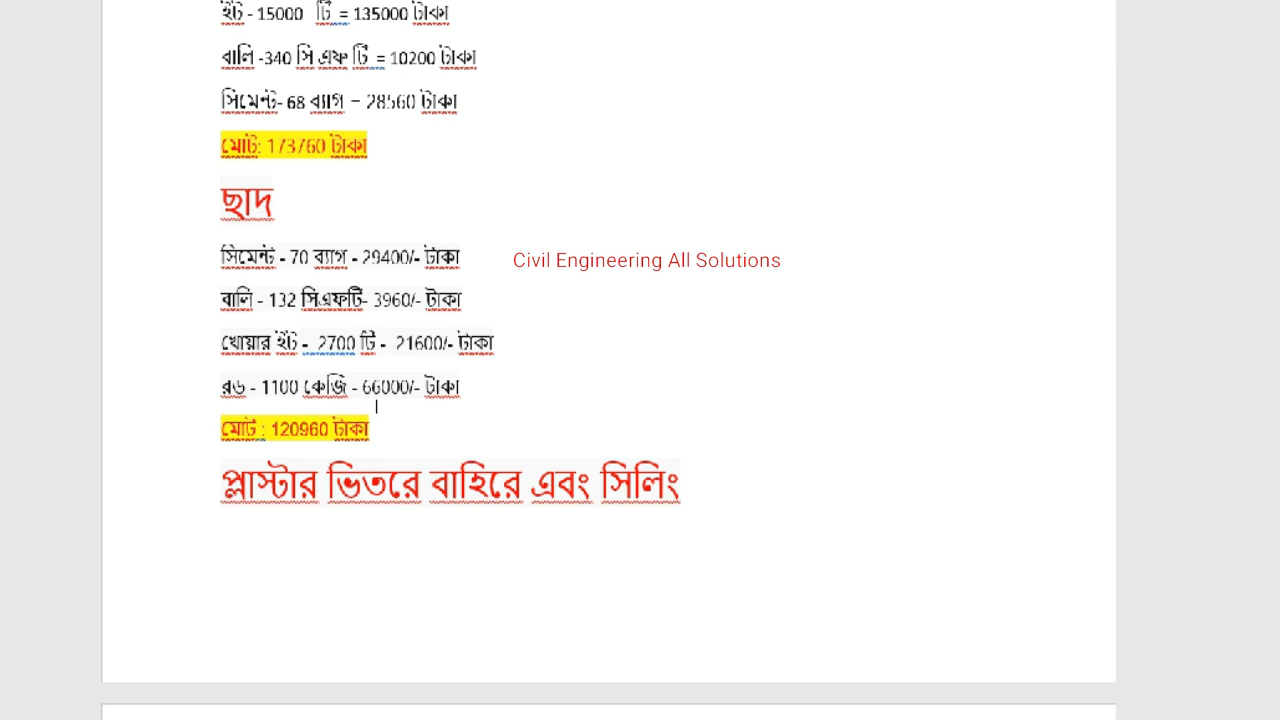 ইট - 15000 টি = 135000 টাকা
বালি -340 সি এফ টি = 10200 টাকা
সিমেন্ট- 68 ব্যাগ – 28560 টাকা
মোট: 173760 টাকা
ছাদ
সিমেন্ট - 70 ব্যাগ - 29400/- টাকা
Civil Engineering All Solutions
বালি - 132 সিএফটি- 3960/- টাকা
খোয়ার ইট - 2700 টি - 21600/- টাকা
রড - 1100 কেজি - 66000/- টাকা
মোট : 120960 টাকা
প্লাস্টার ভিতরে বাহিরে এবং সিলিং